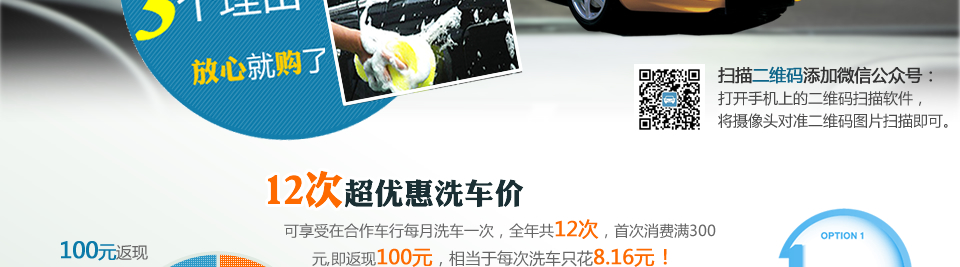 3个理由
放心就购了
扫描二维码添加微信公众号：
打开手机上的二维码扫描软件，
将摄像头对准二维码图片扫描即可。
12次超优惠洗车价
可享受在合作车行每月洗车一次，全年共12次，首次消费满300
元,即返现100元，相当于每次洗车只花8.16元！
100元返现
OPTION 1
1